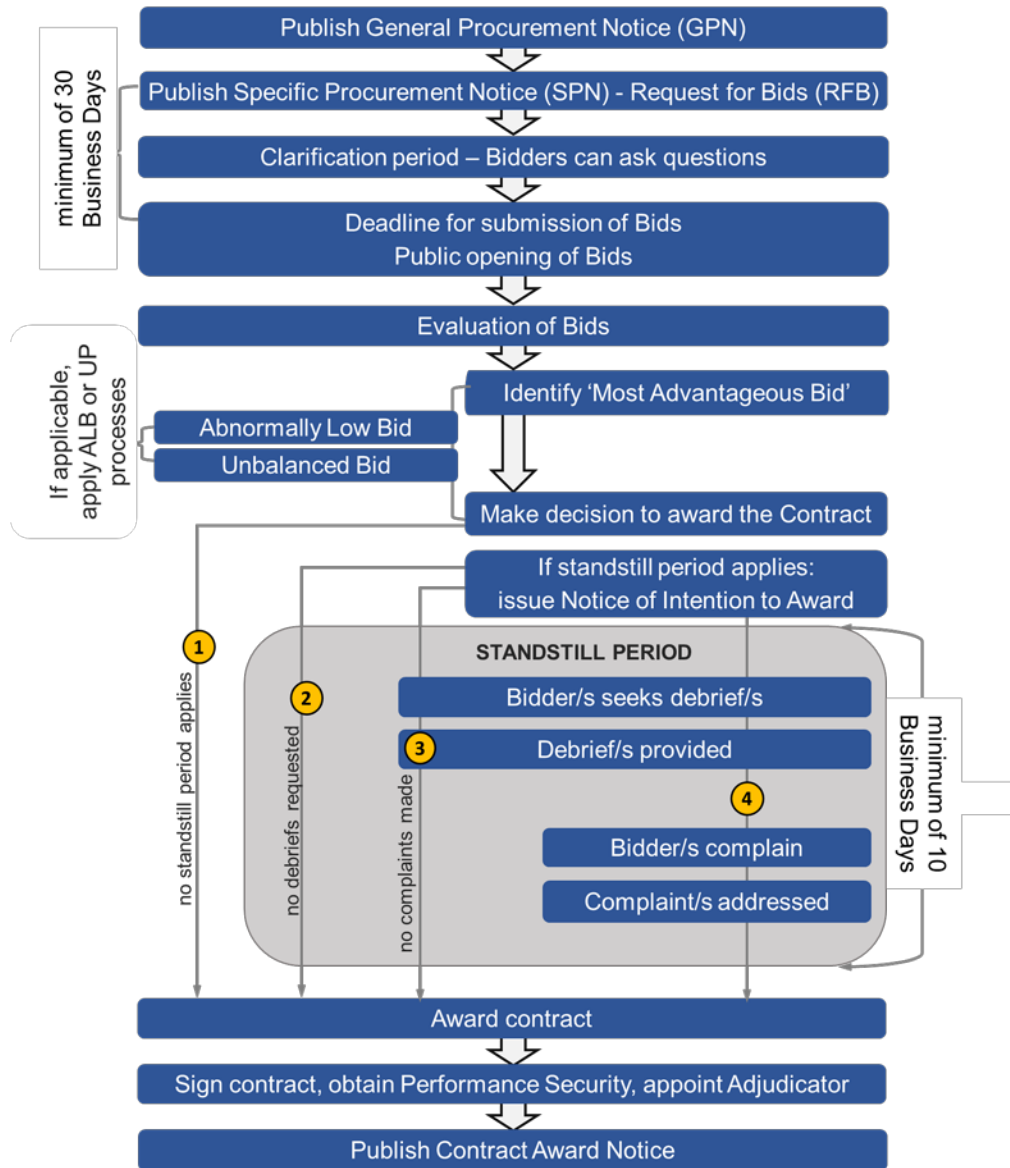 Publish General Procurement Notice (GPN)
minimum of 30
Business Days
Publish Specific Procurement Notice (SPN) - Request for Bids (RFB)
Clarification period – Bidders can ask questions
Deadline for submission of Bids
Public opening of Bids
Evaluation of Bids
If applicable,
apply ALB or UP
processes
Identify ‘Most Advantageous Bid’
Abnormally Low Bid
Unbalanced Bid
Make decision to award the Contract
If standstill period applies:
issue Notice of Intention to Award
1
no standstill period applies
STANDSTILL PERIOD
2
no debriefs requested
Bidder/s seeks debrief/s
3
no complaints made
Debrief/s provided
4
Bidder/s complain
Complaint/s addressed
minimum of 10
Business Days
Award contract
Sign contract, obtain Performance Security, appoint Adjudicator
Publish Contract Award Notice